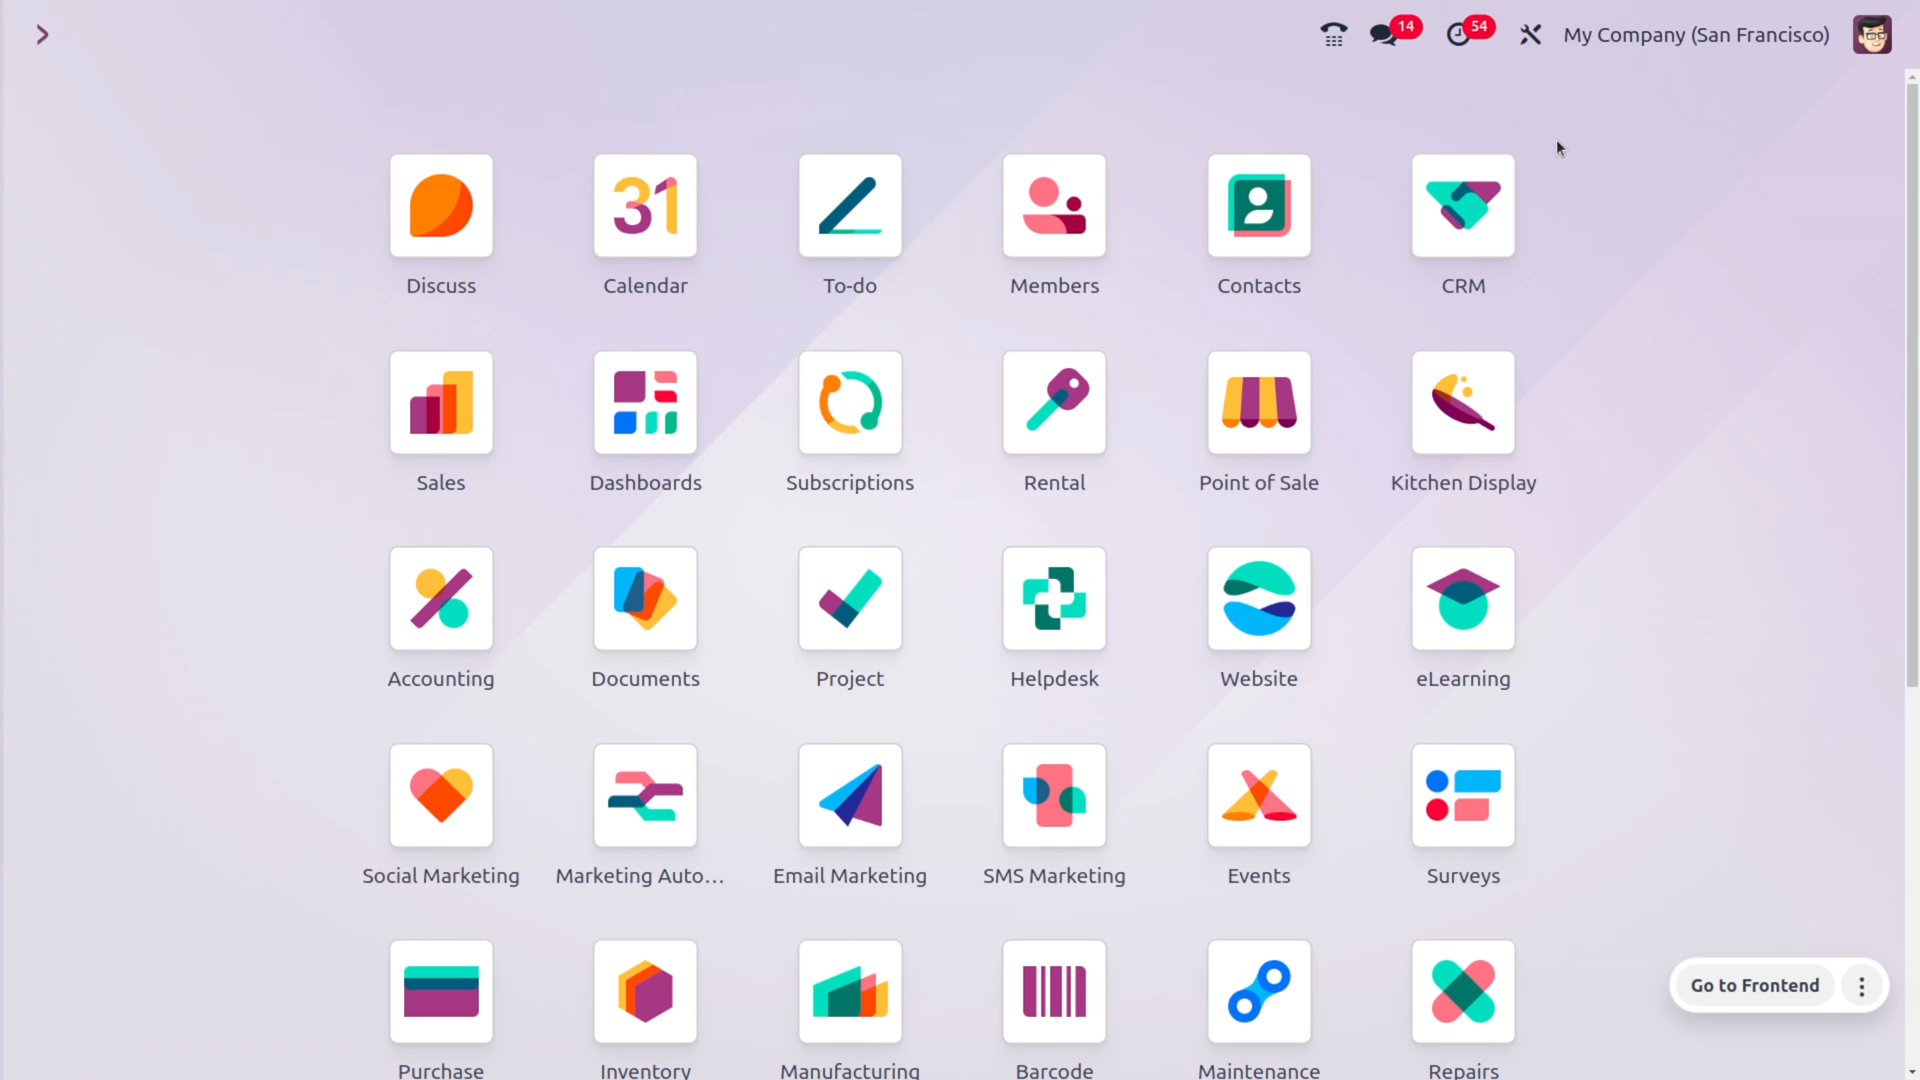 14
54
My Company (San Francisco)
31
Discuss
Calendar
To-do
Members
Contacts
CRM
Sales
Dashboards
Subscriptions
Rental
Point of Sale
Kitchen Display
Accounting
Documents
Project
Helpdesk
Website
eLearning
Social Marketing
Marketing Auto...
Email Marketing
SMS Marketing
Events
Surveys
Go to Frontend
Purchase
Inventory
Manufacturing
Barcode
Maintenance
Repairs